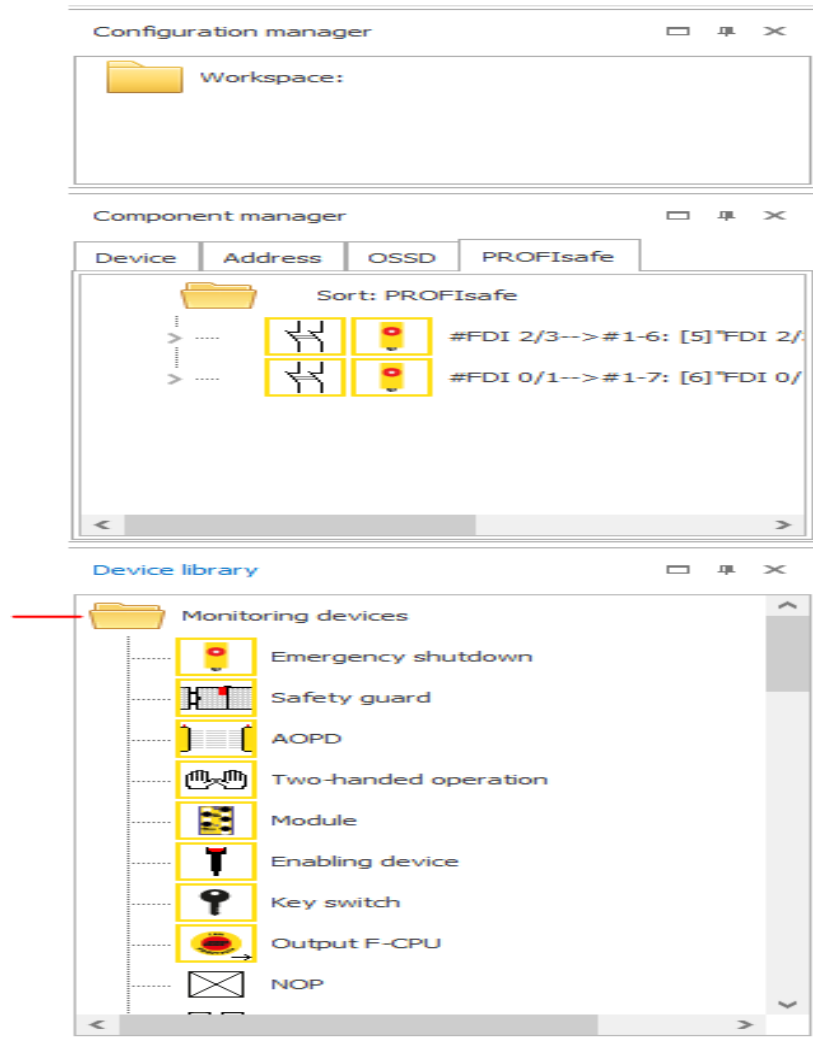 Configuration manager
Workspace:
Component manager
Device Address OSSD PROFIsafe
Sort: PROFIsafe
#FDI 2/3-->#1-6: [5]"FDI 2/
#FDI 0/1-->#1-7: [6]"FDI 0/
Device library
Monitoring devices
Emergency shutdown
Safety guard
AOPD
Two-handed operation
Module
Enabling device
Key switch
Output F-CPU
NOP